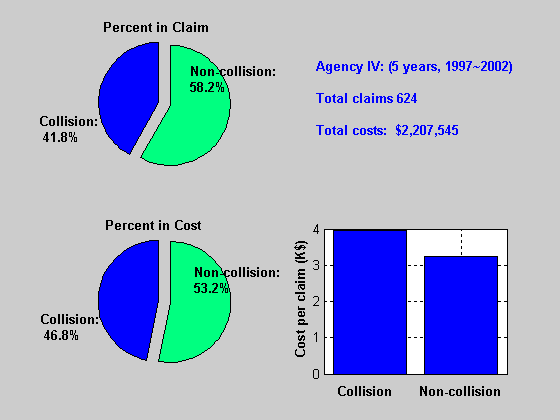 Percent in Claim
Non-collision:
58.2%
Collision:
41.8%
Agency IV: (5 years, 1997~2002)
Total claims 624
Total costs:  $2,207,545
Percent in Cost
Non-collision:
53.2%
Collision:
46.8%
Cost per claim (K$)
4
3
2
1
0
Collision
Non-collision